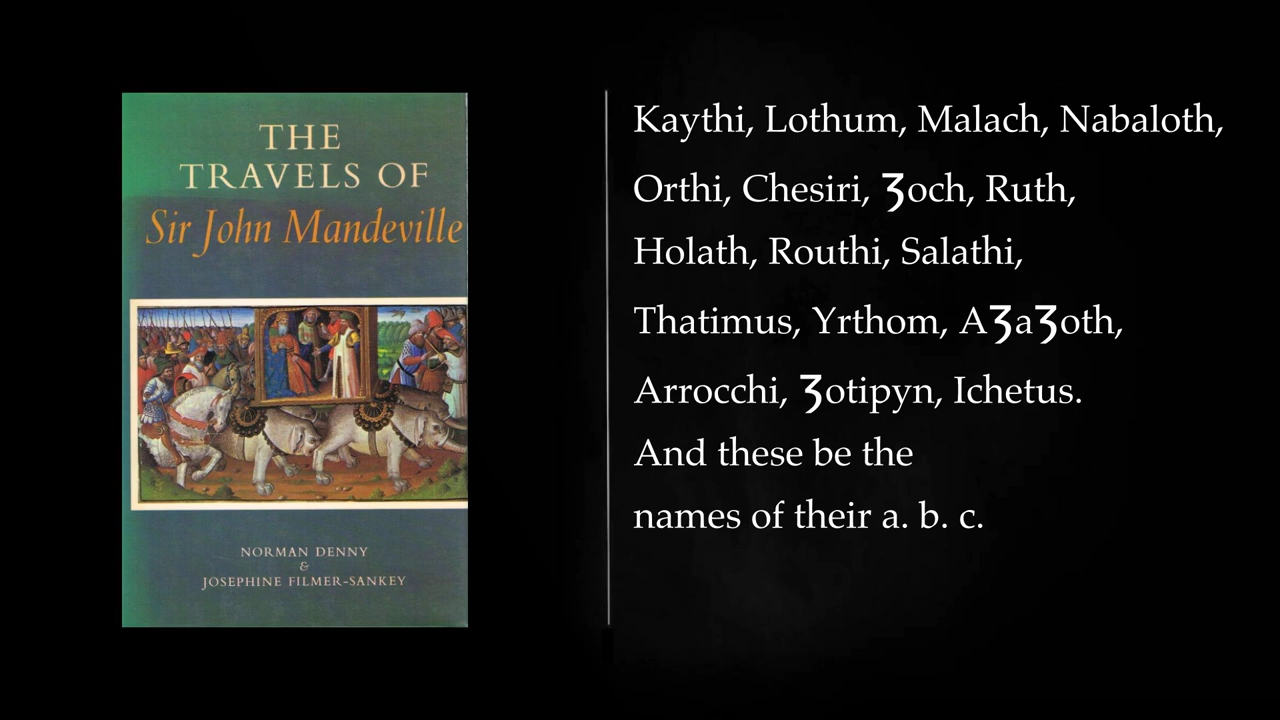 THE
TRAVELS OF
Sir John Mandeville
NORMAN DENNY
&
JOSEPHINE FILMER-SANKEY
Kaythi, Lothum, Malach, Nabaloth,
Orthi, Chesiri, Ȝoch, Ruth,
Holath, Routhi, Salathi,
Thatimus, Yrthom, AȜaȜoth,
Arrocchi, Ȝotipyn, Ichetus.
And these be the
names of their a. b. c.